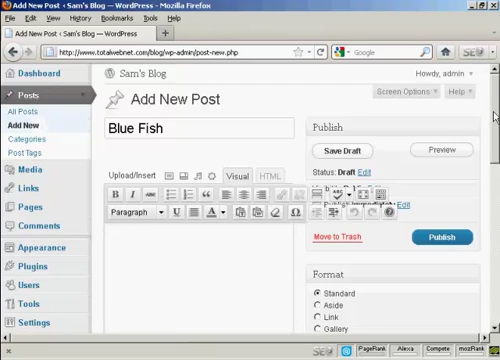 Add New Post ‹ Sam's Blog — WordPress — Mozilla Firefox
File Edit View History Bookmarks Tools Help
Add New Post ‹ Sam's Blog — WordPress
http://www.totalwebnet.com/blog/wp-admin/post-new.php
Google
Sam's Blog
Howdy, admin
Screen Options
Help
Dashboard
Posts
All Posts
Add New
Categories
Post Tags
Media
Links
Pages
Comments
Appearance
Plugins
Users
Tools
Settings
Add New Post
Blue Fish
Upload/Insert
Visual
HTML
B I ABC
Paragraph U A Ω
Publish
Save Draft
Preview
Status: Draft Edit
Edit
Move to Trash
Publish
Format
Standard
Aside
Link
Gallery
PageRank
Alexa
Compete
mozRank